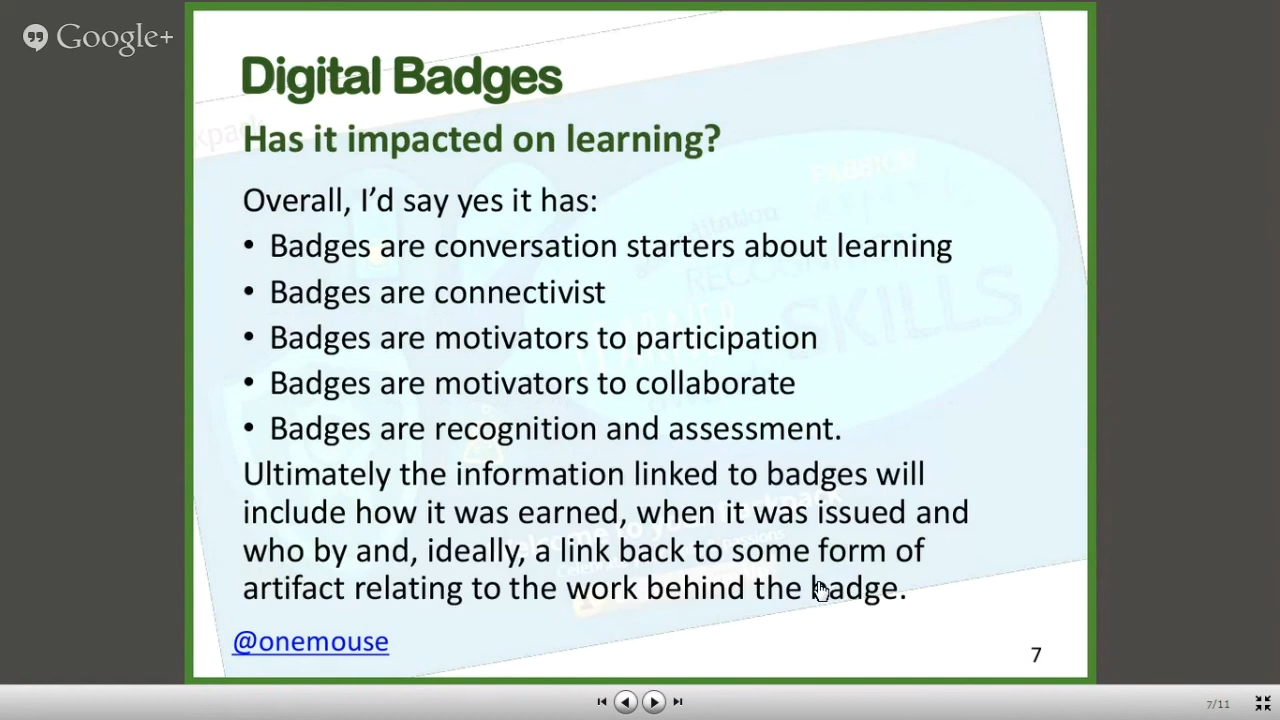 Google+
Digital Badges
Has it impacted on learning?
Overall, I'd say yes it has:
• Badges are conversation starters about learning
• Badges are connectivist
• Badges are motivators to participation
• Badges are motivators to collaborate
• Badges are recognition and assessment.
Ultimately the information linked to badges will
include how it was earned, when it was issued and
who by and, ideally, a link back to some form of
artifact relating to the work behind the badge.
@onemouse
7
7/11